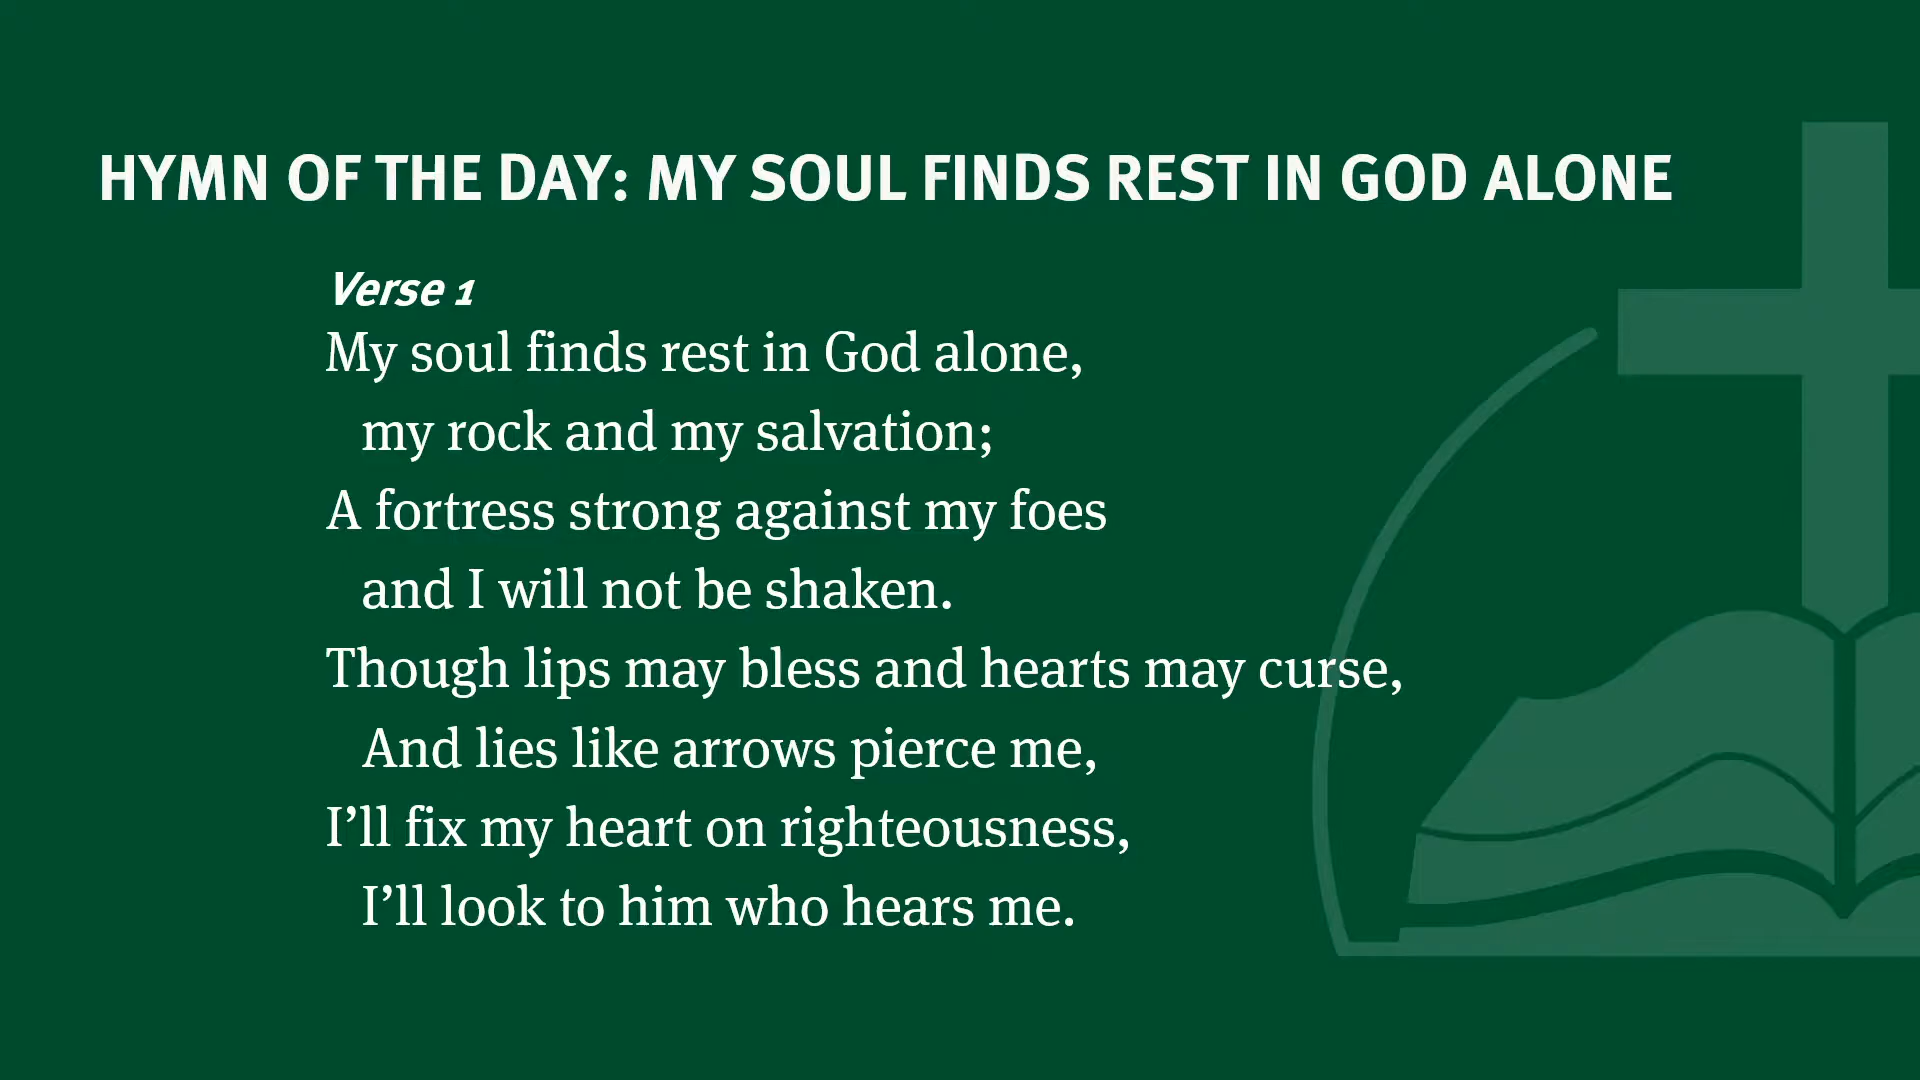 HYMN OF THE DAY: MY SOUL FINDS REST IN GOD ALONE
Verse 1
My soul finds rest in God alone,
my rock and my salvation;
A fortress strong against my foes
and I will not be shaken.
Though lips may bless and hearts may curse,
And lies like arrows pierce me,
I’ll fix my heart on righteousness,
I’ll look to him who hears me.